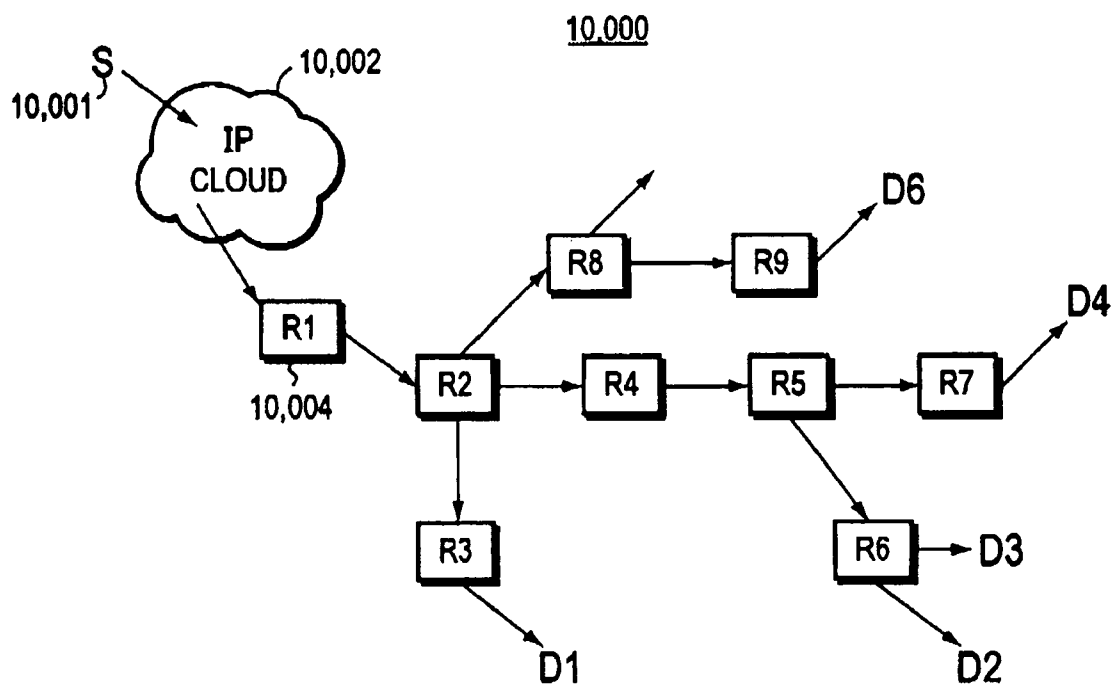 10,000
S
10,001
10,002
IP
CLOUD
R8
R9
D6
R1
10,004
R2
R4
R5
R7
D4
R3
R6
D3
D1
D2